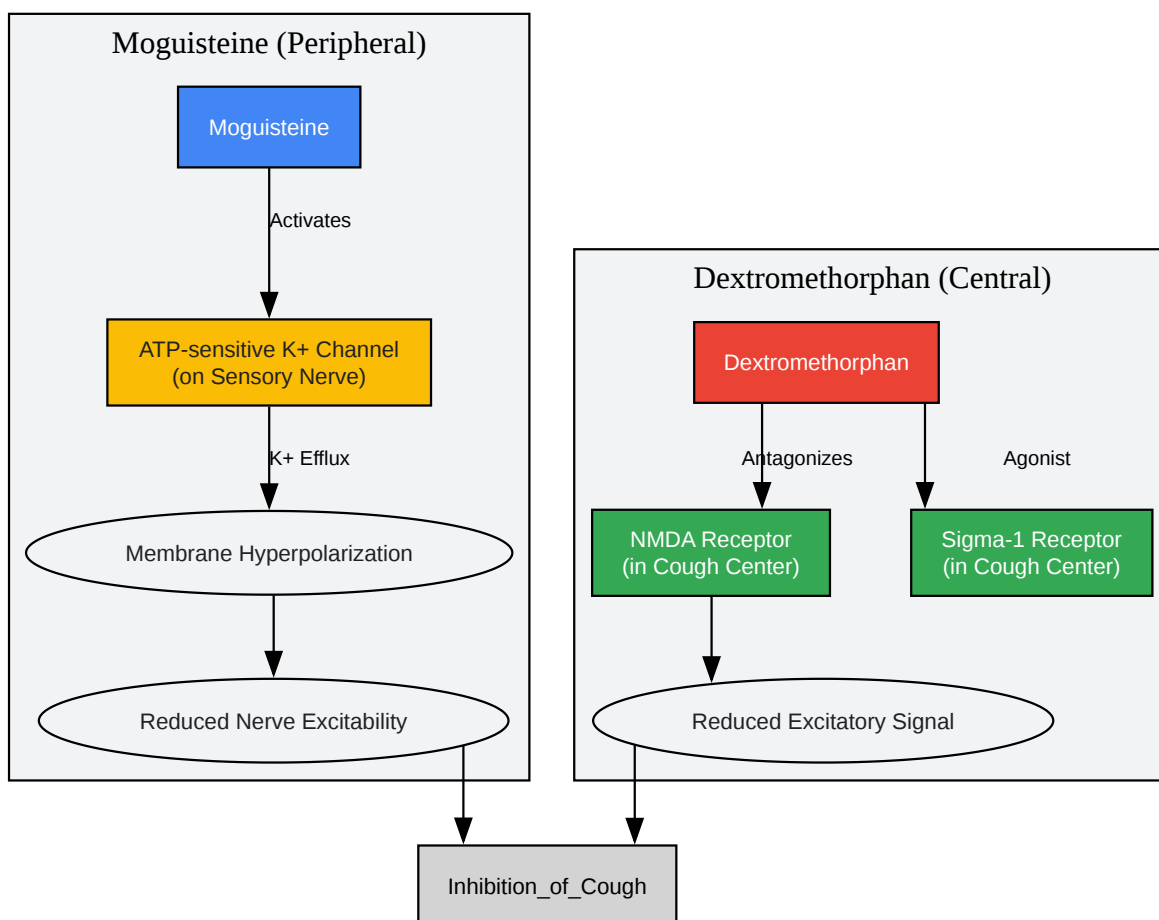 Moguisteine (Peripheral)
Moguisteine
Activates
ATP-sensitive K+ Channel
(on Sensory Nerve)
K+ Efflux
Membrane Hyperpolarization
Reduced Nerve Excitability
Dextromethorphan (Central)
Dextromethorphan
Antagonizes
Agonist
NMDA Receptor
(in Cough Center)
Sigma-1 Receptor
(in Cough Center)
Reduced Excitatory Signal
Inhibition_of_Cough